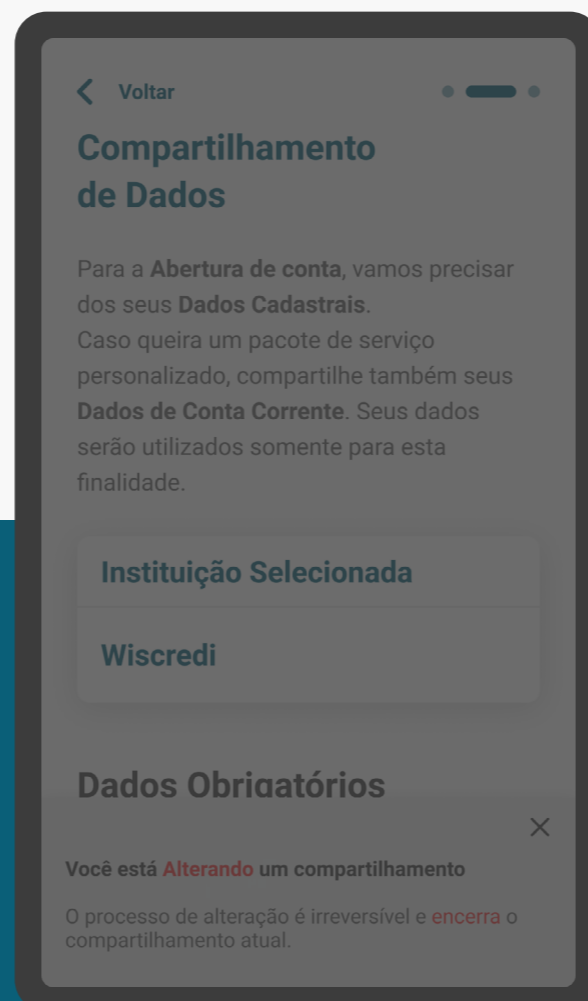 Voltar
Compartilhamento
de Dados
Para a Abertura de conta, vamos precisar
dos seus Dados Cadastrais.
Caso queira um pacote de serviço
personalizado, compartilhe também seus
Dados de Conta Corrente. Seus dados
serão utilizados somente para esta
finalidade.
Instituição Selecionada
Wiscredi
Dados Obrigatórios
Você está Alterando um compartilhamento
O processo de alteração é irreversível e encerra o
compartilhamento atual.